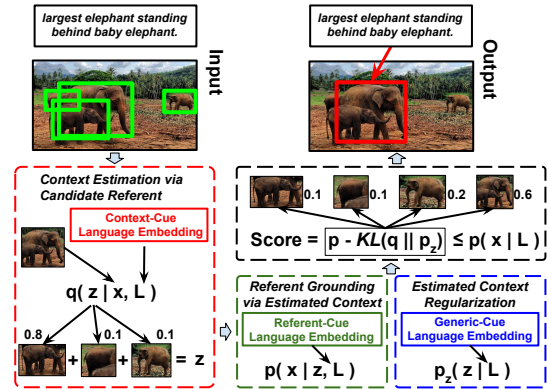 largest elephant standing
behind baby elephant.
Input
largest elephant standing
behind baby elephant.
Output
Context Estimation via
Candidate Referent
Context-Cue
Language Embedding
q( z | x, L )
0.8
0.1
0.1
+ + = z
0.1
0.1
0.2
0.6
Score = p - KL(q || pz) ≤ p( x | L )
Referent Grounding
via Estimated Context
Referent-Cue
Language Embedding
p( x | z, L )
Estimated Context
Regularization
Generic-Cue
Language Embedding
pz( z | L )